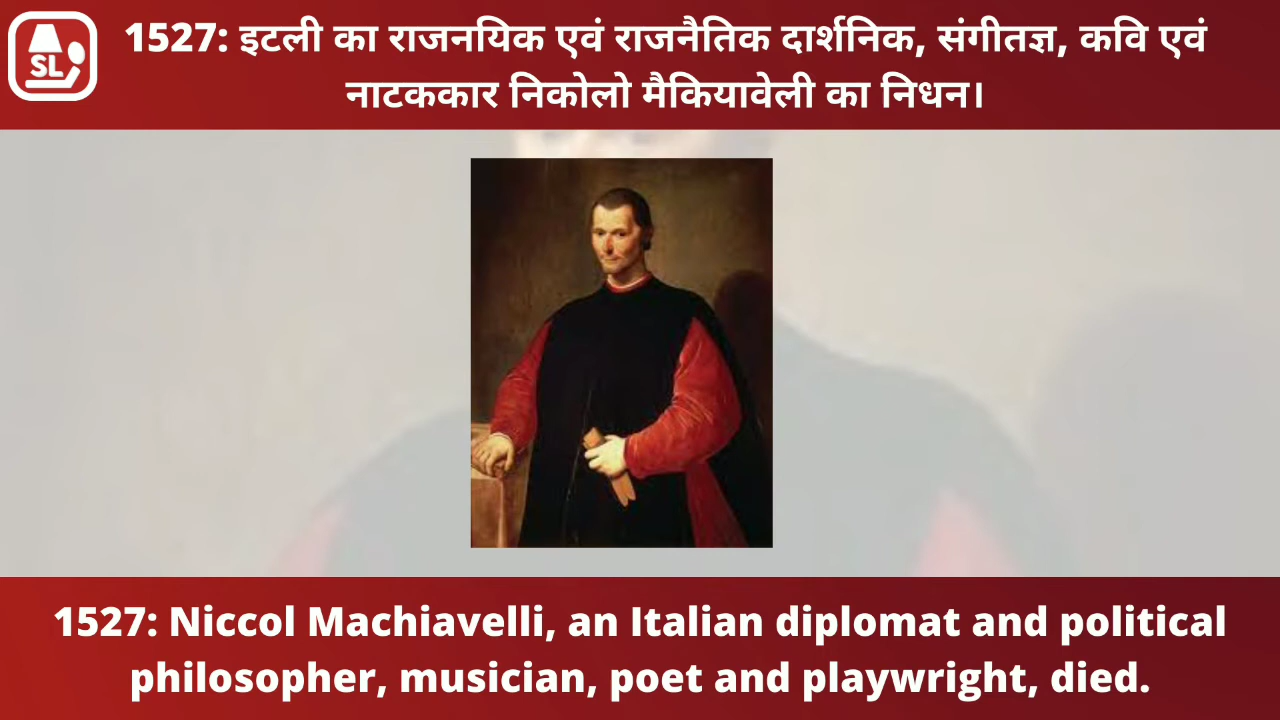 SL
1527: इटली का राजनयिक एवं राजनैतिक दार्शनिक, संगीतज्ञ, कवि एवं
नाटककार निकोलो मैकियावेली का निधन।
1527: Niccol Machiavelli, an Italian diplomat and political
philosopher, musician, poet and playwright, died.